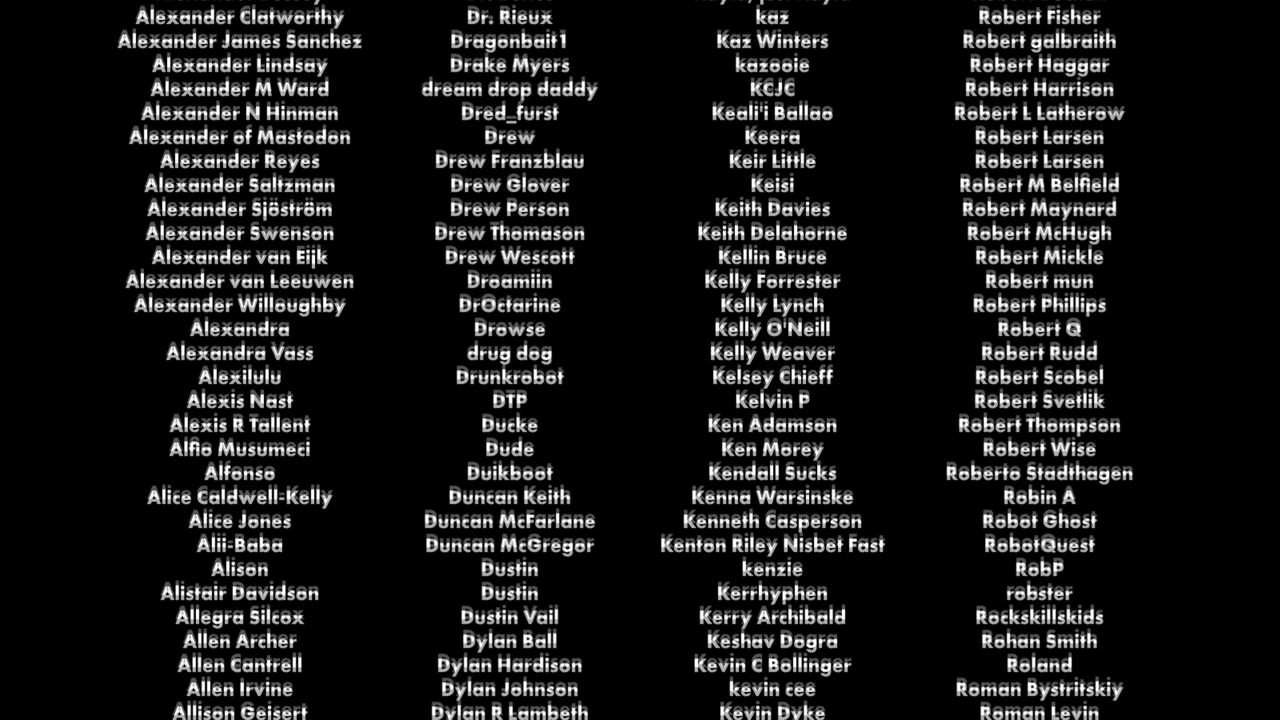 Alexander Clatworthy
Alexander James Sanchez
Alexander Lindsay
Alexander M Ward
Alexander N Hinman
Alexander of Mastodon
Alexander Reyes
Alexander Saltzman
Alexander Sjöström
Alexander Swenson
Alexander van Eijk
Alexander van Leeuwen
Alexander Willoughby
Alexandra
Alexandra Vass
Alexilulu
Alexis Nast
Alexis R Tallent
Alfio Musumeci
Alfonso
Alice Caldwell-Kelly
Alice Jones
Alii-Baba
Alison
Alistair Davidson
Allegra Silcox
Allen Archer
Allen Cantrell
Allen Irvine
Allison Geisert
Dr. Rieux
Dragonbait1
Drake Myers
dream drop daddy
Dred_furst
Drew
Drew Franzblau
Drew Glover
Drew Person
Drew Thomason
Drew Wescott
Droamiin
DrOctarine
Drowse
drug dog
Drunkrobot
DTP
Ducke
Dude
Duikboot
Duncan Keith
Duncan McFarlane
Duncan McGregor
Dustin
Dustin
Dustin Vail
Dylan Ball
Dylan Hardison
Dylan Johnson
Dylan R Lambeth
kaz
Kaz Winters
kazooie
KCJC
Keali'i Ballao
Keera
Keir Little
Keisi
Keith Davies
Keith Delahorne
Kellin Bruce
Kelly Forrester
Kelly Lynch
Kelly O'Neill
Kelly Weaver
Kelsey Chieff
Kelvin P
Ken Adamson
Ken Morey
Kendall Sucks
Kenna Warsinske
Kenneth Casperson
Kenton Riley Nisbet Fast
kenzie
Kerrhyphen
Kerry Archibald
Keshav Dogra
Kevin C Bollinger
kevin cee
Kevin Dyke
Robert Fisher
Robert galbraith
Robert Haggar
Robert Harrison
Robert L Latherow
Robert Larsen
Robert Larsen
Robert M Belfield
Robert Maynard
Robert McHugh
Robert Mickle
Robert mun
Robert Phillips
Robert Q
Robert Rudd
Robert Scobel
Robert Svetlik
Robert Thompson
Robert Wise
Roberto Stadthagen
Robin A
Robot Ghost
RobotQuest
RobP
robster
Rockskillskids
Rohan Smith
Roland
Roman Bystritskiy
Roman Levin